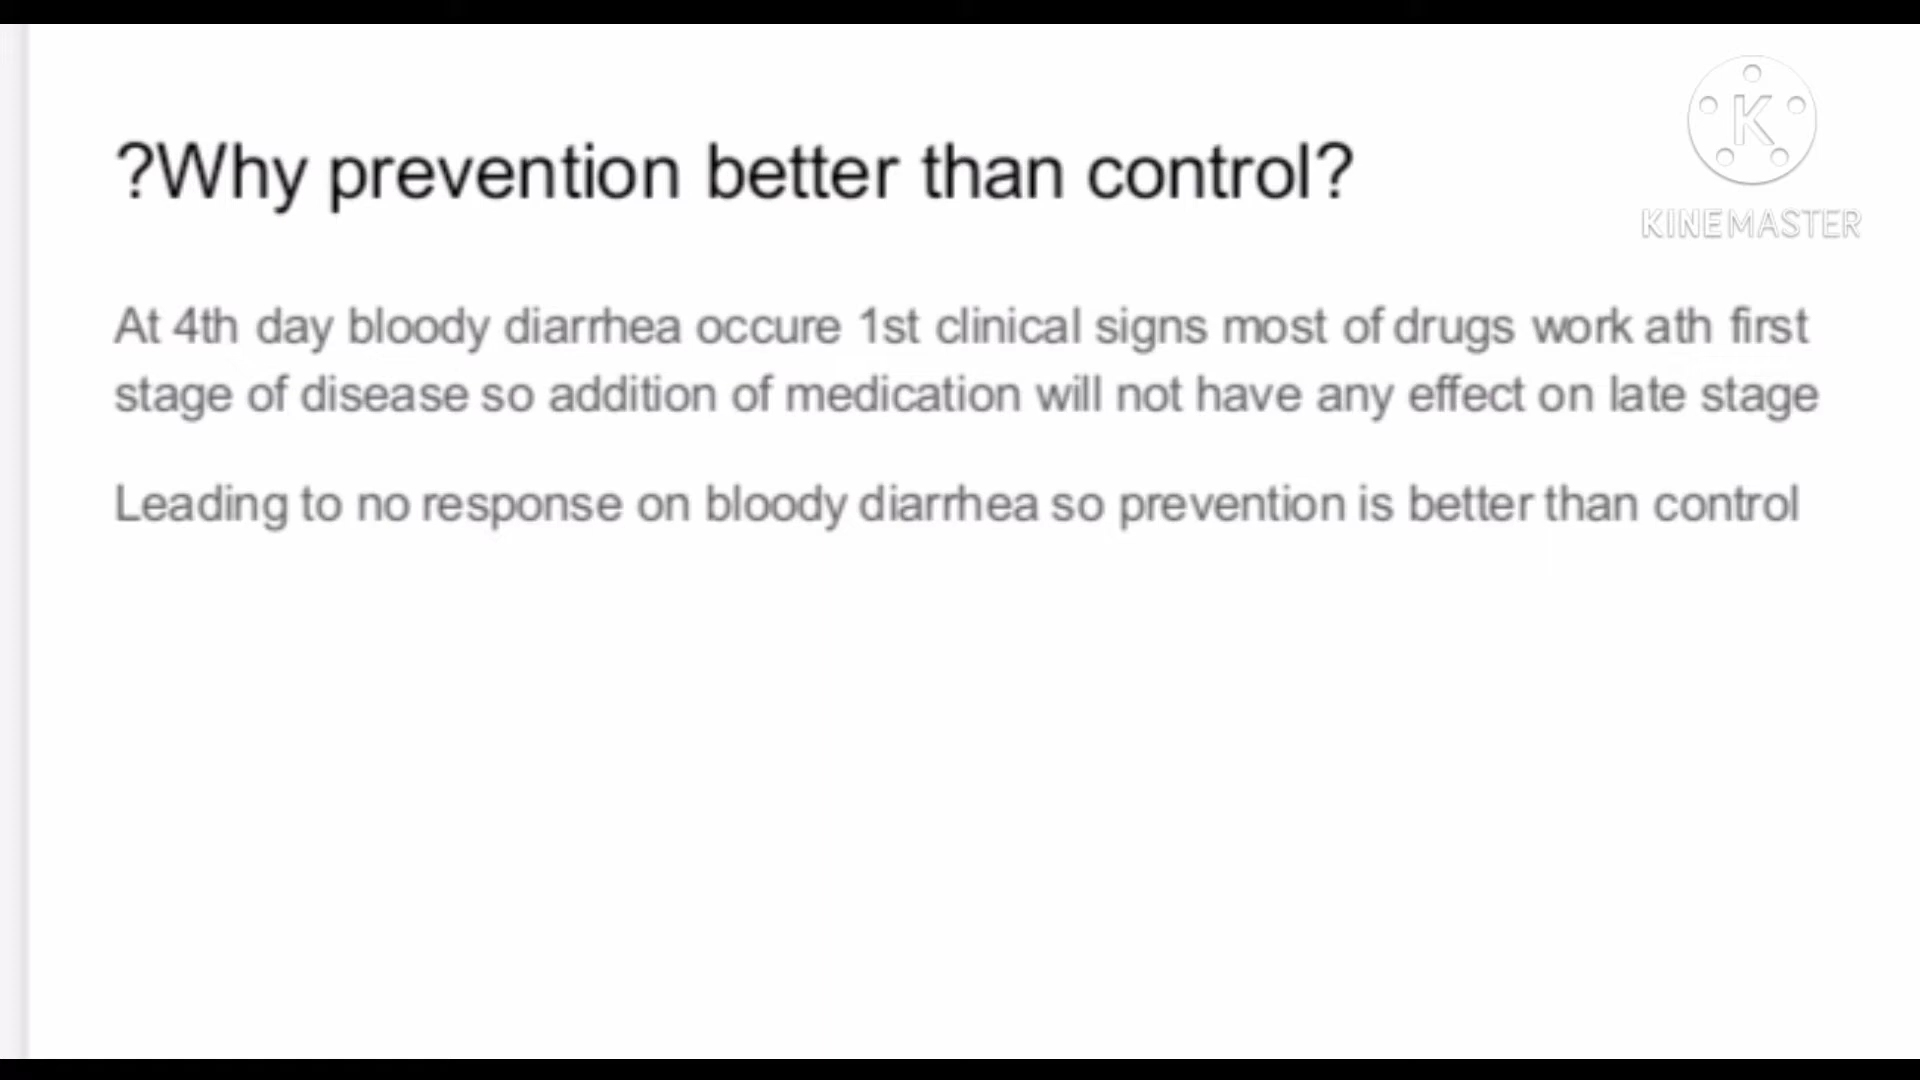 ?Why prevention better than control?
K
KINEMASTER
At 4th day bloody diarrhea occure 1st clinical signs most of drugs work ath first
stage of disease so addition of medication will not have any effect on late stage
Leading to no response on bloody diarrhea so prevention is better than control